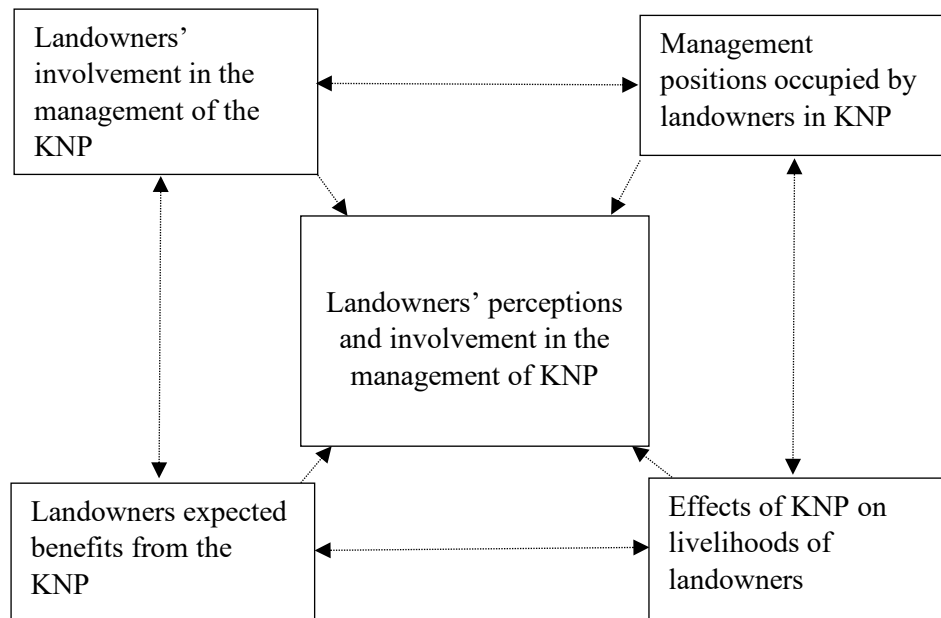 Landowners’
involvement in the
management of the
KNP
Management
positions occupied by
landowners in KNP
Landowners’ perceptions
and involvement in the
management of KNP
Landowners expected
benefits from the
KNP
Effects of KNP on
livelihoods of
landowners